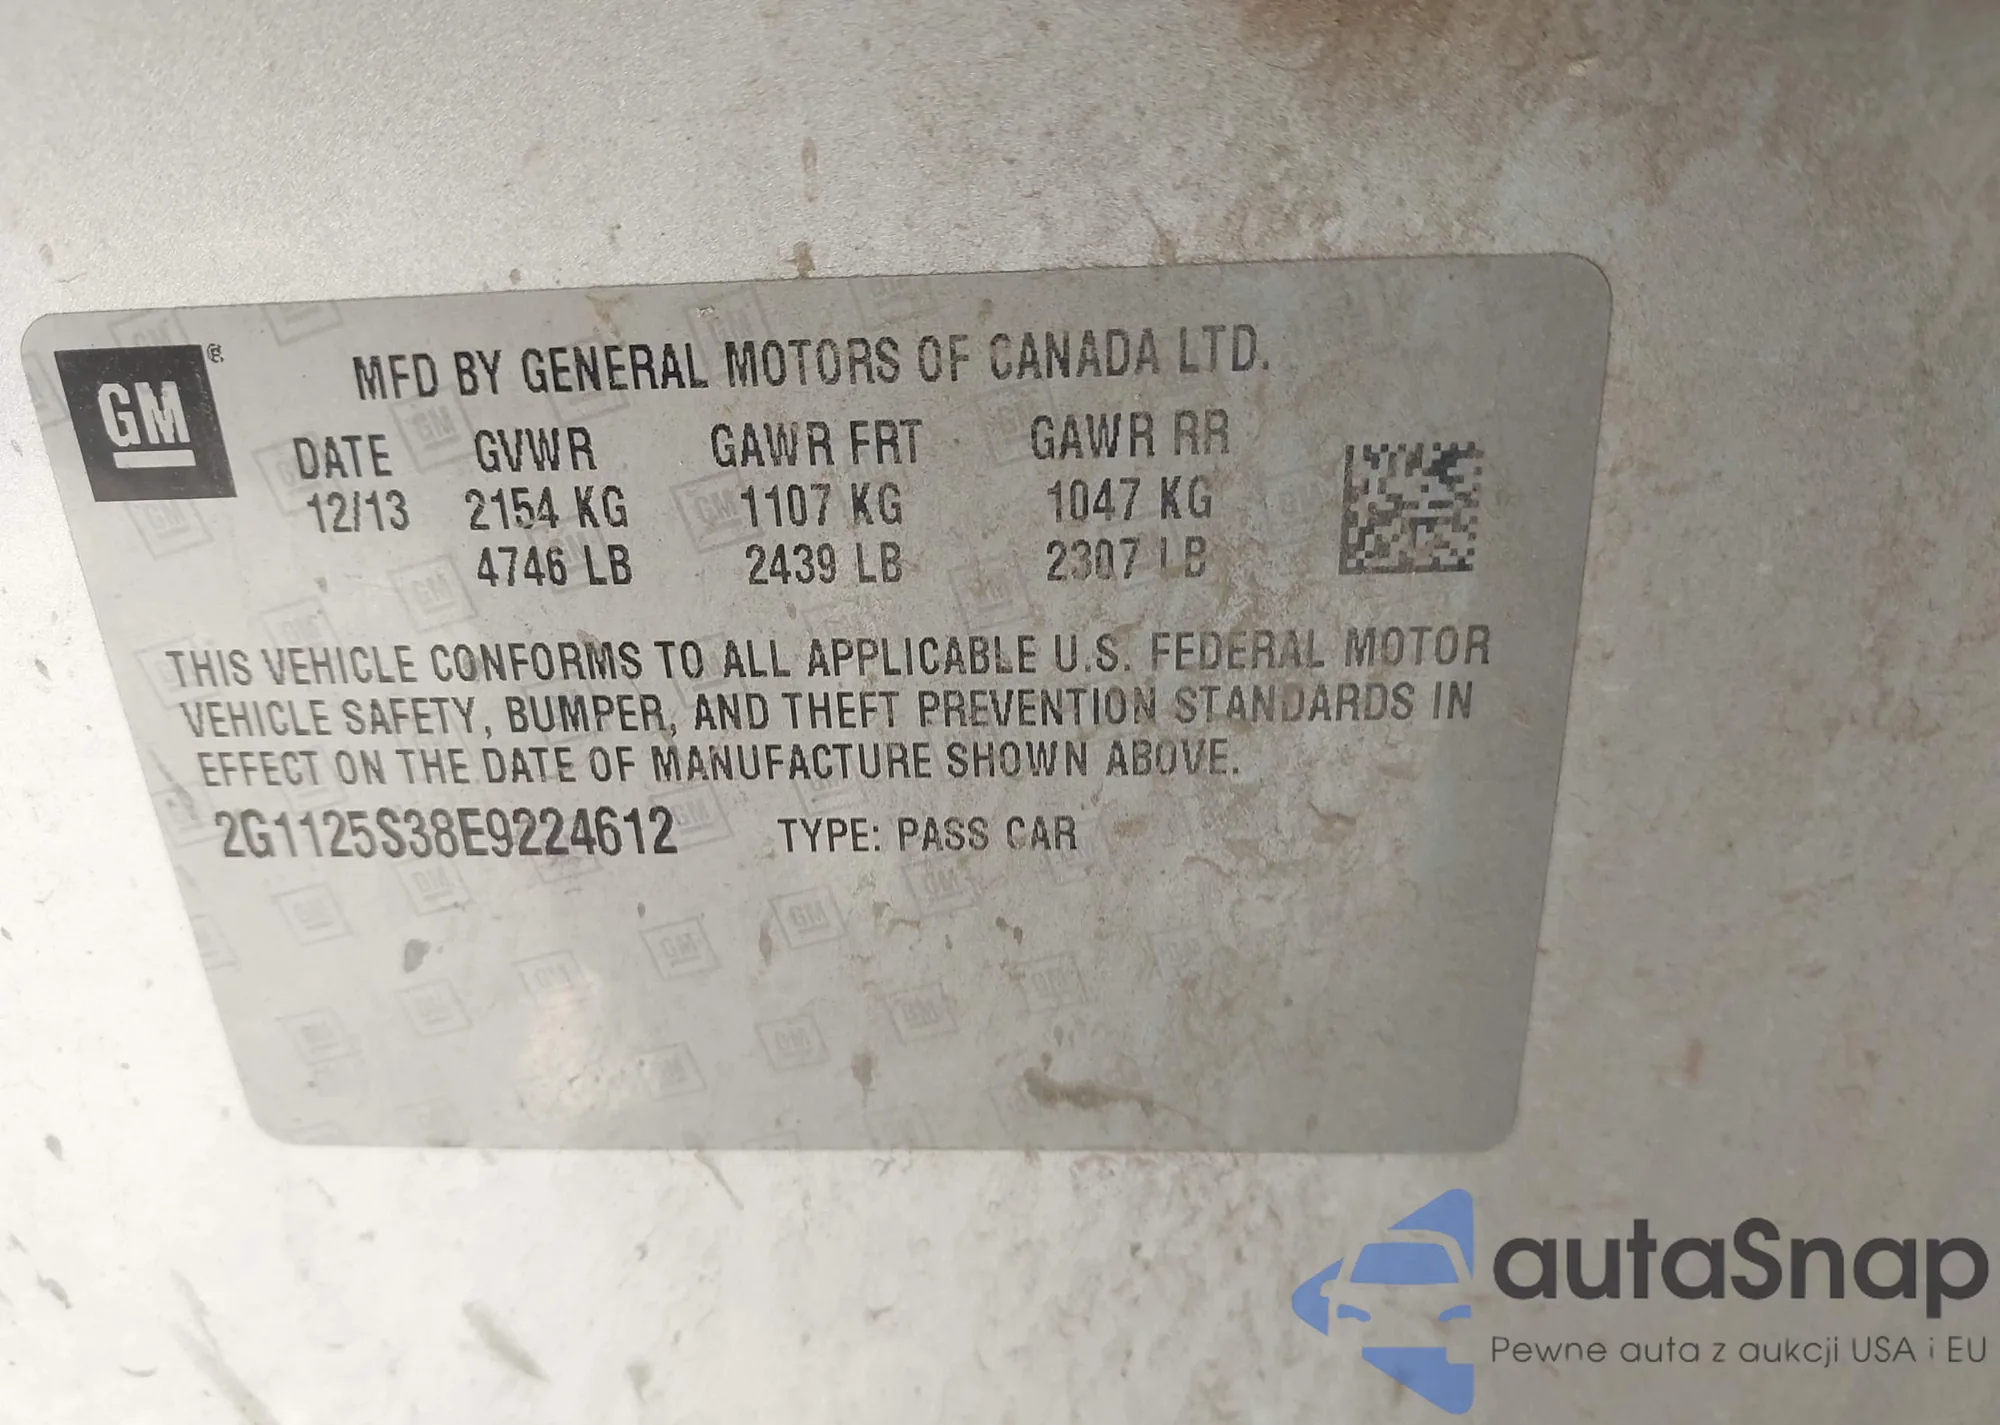 GM ®
MFD BY GENERAL MOTORS OF CANADA LTD.
DATE GVWR GAWR FRT GAWR RR
12/13 2154 KG 1107 KG 1047 KG
4746 LB 2439 LB 2307 LB
THIS VEHICLE CONFORMS TO ALL APPLICABLE U.S. FEDERAL MOTOR
VEHICLE SAFETY, BUMPER, AND THEFT PREVENTION STANDARDS IN
EFFECT ON THE DATE OF MANUFACTURE SHOWN ABOVE.
2G1125S38E9224612 TYPE: PASS CAR
autaSnap
Pewne auta z aukcji USA i EU